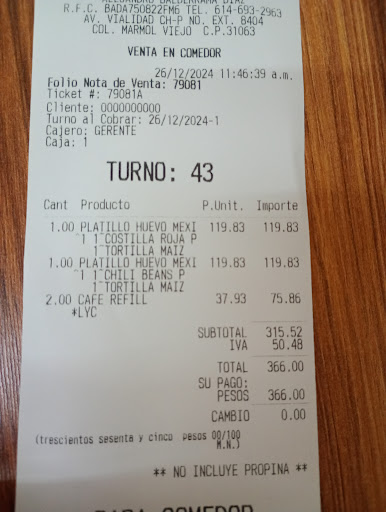 R.F.C. BADA750822FM6 TEL. 614-693-2963
AV. VIALIDAD CH-P NO. EXT. 8404
COL. MARMOL VIEJO C.P.31063
VENTA EN COMEDOR
26/12/2024 11:46:39 a.m.
Folio Nota de Venta: 79081
Ticket #: 79081A
Cliente: 0000000000
Turno al Cobrar: 26/12/2024-1
Cajero: GERENTE
Caja: 1
TURNO: 43
Cant Producto P.Unit. Importe
1.00 PLATILLO HUEVO MEXI 119.83 119.83
~1 1~COSTILLA ROJA P
1~TORTILLA MAIZ
1.00 PLATILLO HUEVO MEXI 119.83 119.83
~1 1~CHILI BEANS P
1~TORTILLA MAIZ
2.00 CAFE REFILL 37.93 75.86
*LYC
SUBTOTAL 315.52
IVA 50.48
TOTAL 366.00
SU PAGO:
PESOS 366.00
CAMBIO 0.00
(trescientos sesenta y cinco pesos 00/100
M.N.)
** NO INCLUYE PROPINA **
PARA COMEDOR